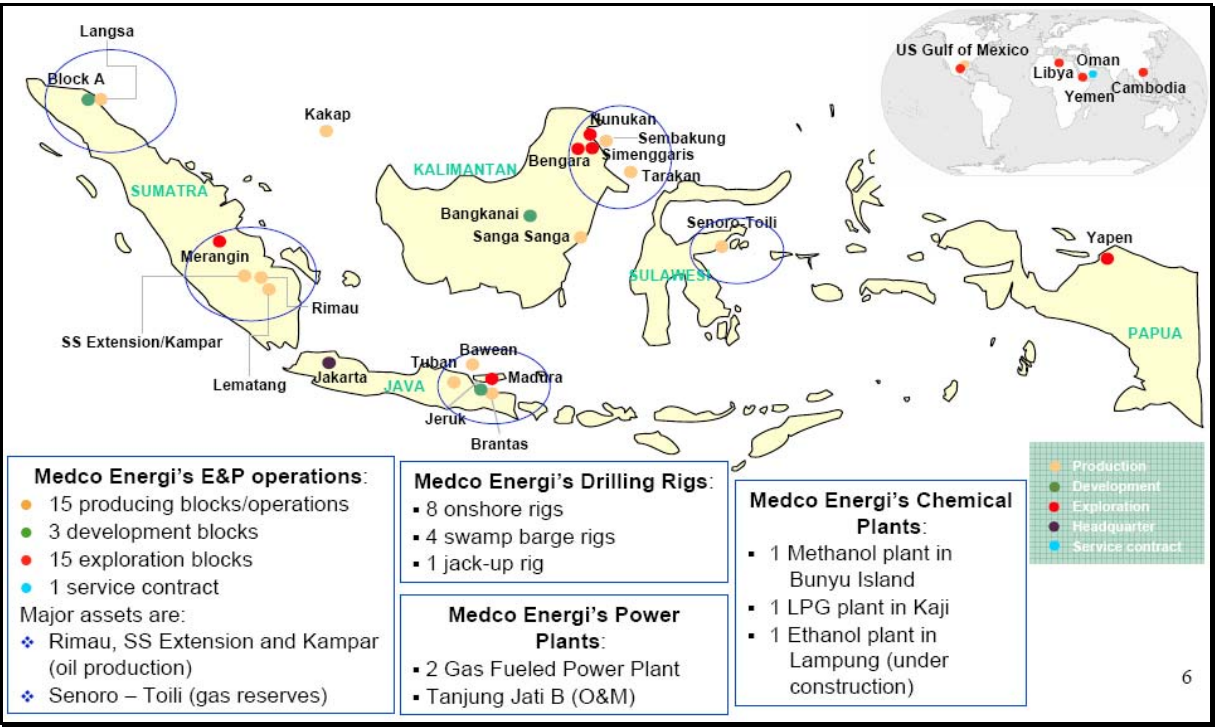 Langsa
Block A
Kakap
US Gulf of Mexico
Oman
Libya
Yemen
Cambodia
Nunukan
Sembakung
Bengara
Simenggaris
Tarakan
KALIMANTAN
SUMATRA
Bangkanai
Sanga Sanga
Senoro-Toili
SULAWESI
Yapen
PAPUA
Merangin
Rimau
SS Extension/Kampar
Lematang
Jakarta
JAVA
Tuban
Bawean
Madura
Jeruk
Brantas
Medco Energi's E&P operations:
15 producing blocks/operations
3 development blocks
15 exploration blocks
1 service contract
Major assets are:
Rimau, SS Extension and Kampar
(oil production)
Senoro – Toili (gas reserves)
Medco Energi's Drilling Rigs:
▪ 8 onshore rigs
▪ 4 swamp barge rigs
▪ 1 jack-up rig
Medco Energi's Power
Plants:
▪ 2 Gas Fueled Power Plant
▪ Tanjung Jati B (O&M)
Medco Energi's Chemical
Plants:
▪ 1 Methanol plant in
Bunyu Island
▪ 1 LPG plant in Kaji
▪ 1 Ethanol plant in
Lampung (under
construction)
Production
Development
Exploration
Headquarter
Service contract
6